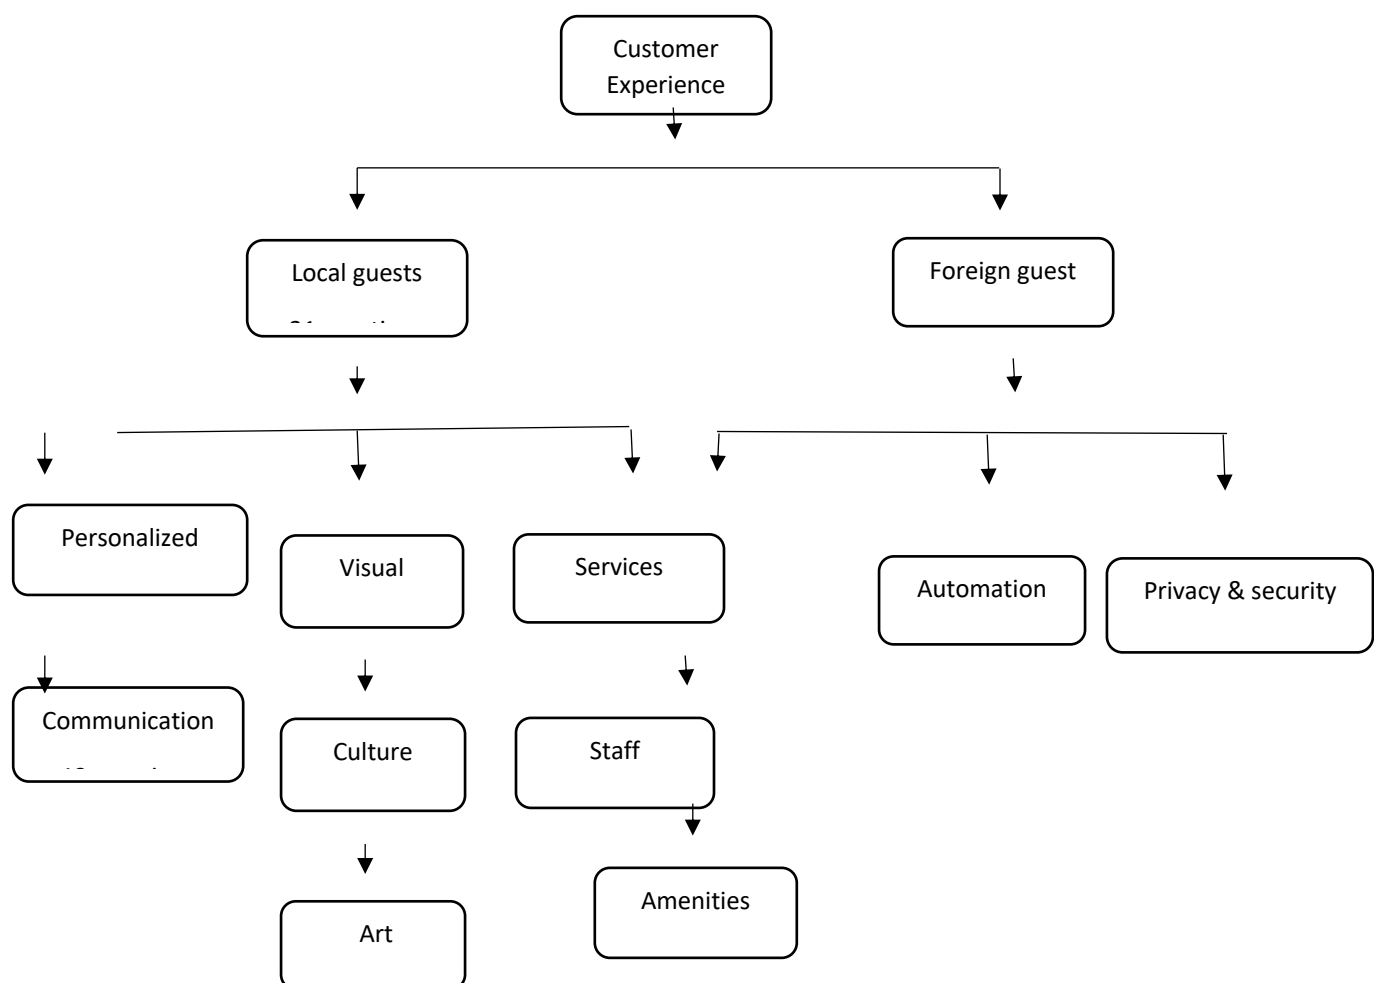 Customer
Experience
Local guests
Foreign guest
Personalized
Visual
Services
Automation
Privacy & security
Communication
Culture
Staff
Amenities
Art